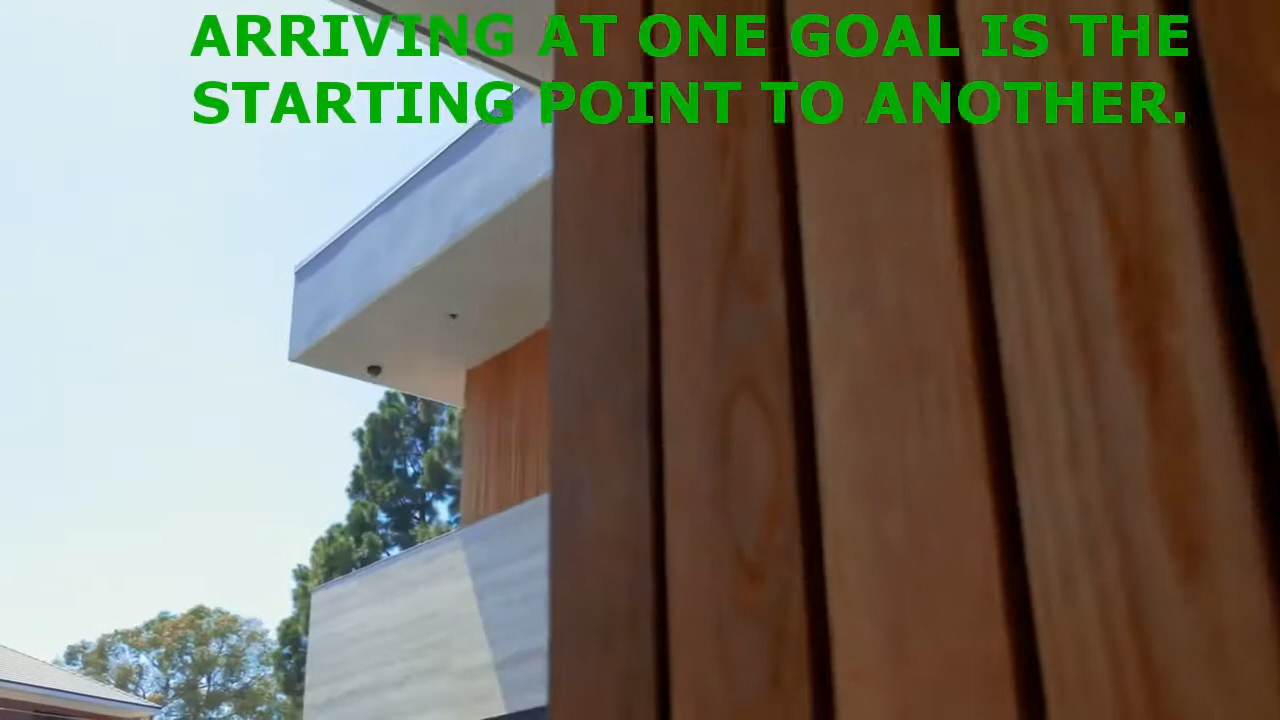 ARRIVING AT ONE GOAL IS THE
STARTING POINT TO ANOTHER.